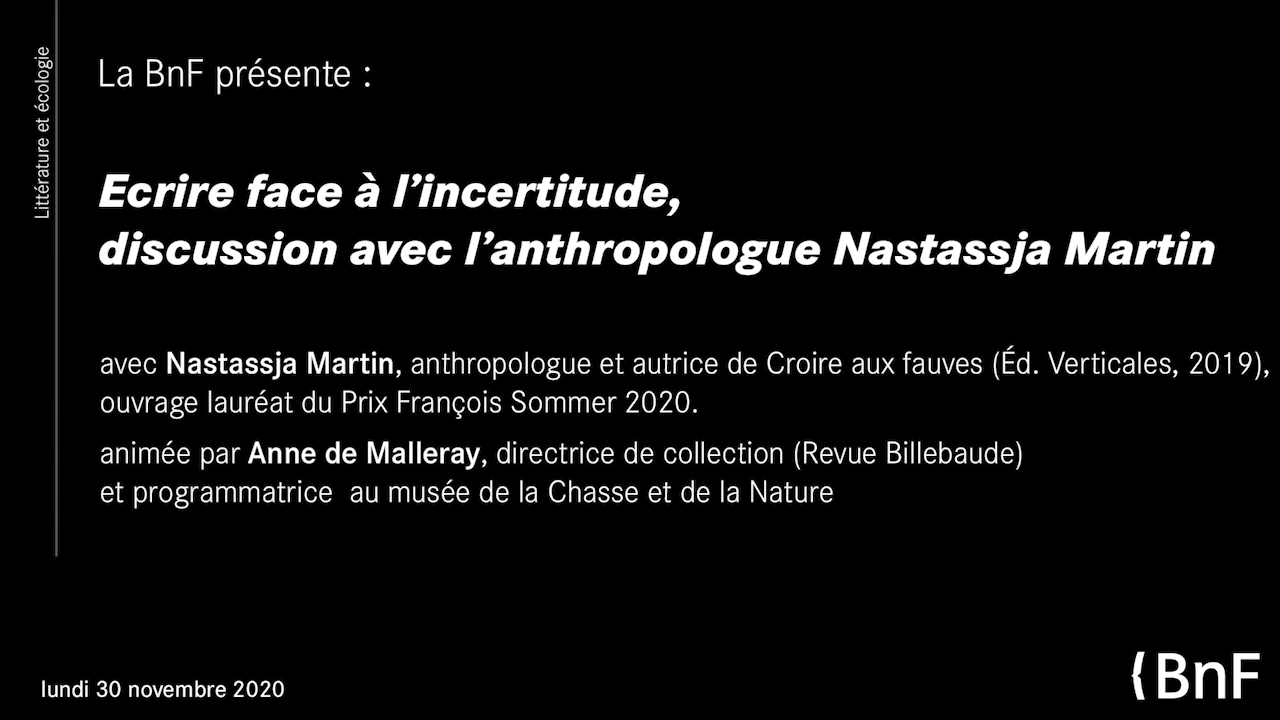 Littérature et écologie
La BnF présente :
Ecrire face à l’incertitude,
discussion avec l’anthropologue Nastassja Martin
avec Nastassja Martin, anthropologue et autrice de Croire aux fauves (Éd. Verticales, 2019),
ouvrage lauréat du Prix François Sommer 2020.
animée par Anne de Malleray, directrice de collection (Revue Billebaude)
et programmatrice au musée de la Chasse et de la Nature
lundi 30 novembre 2020
{BnF